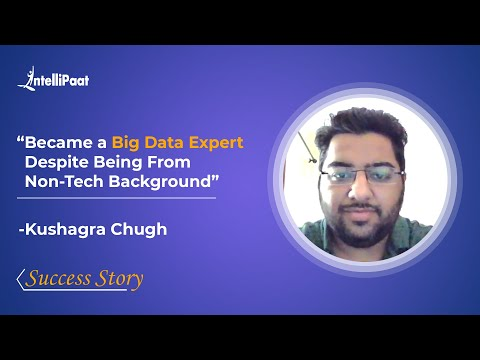 IntelliPaat
“Became a Big Data Expert
Despite Being From
Non-Tech Background”
-Kushagra Chugh
Success Story